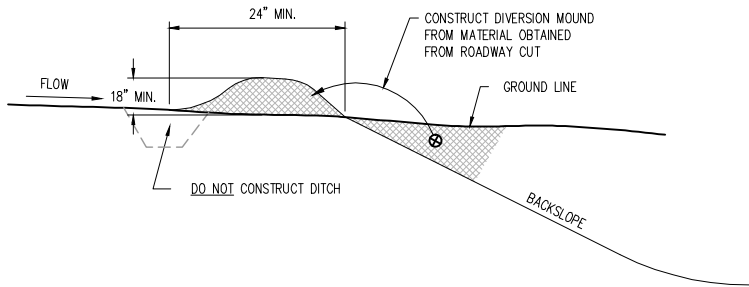 24" MIN.
CONSTRUCT DIVERSION MOUND
FROM MATERIAL OBTAINED
FROM ROADWAY CUT
FLOW
18" MIN.
GROUND LINE
DO NOT CONSTRUCT DITCH
BACKSLOPE